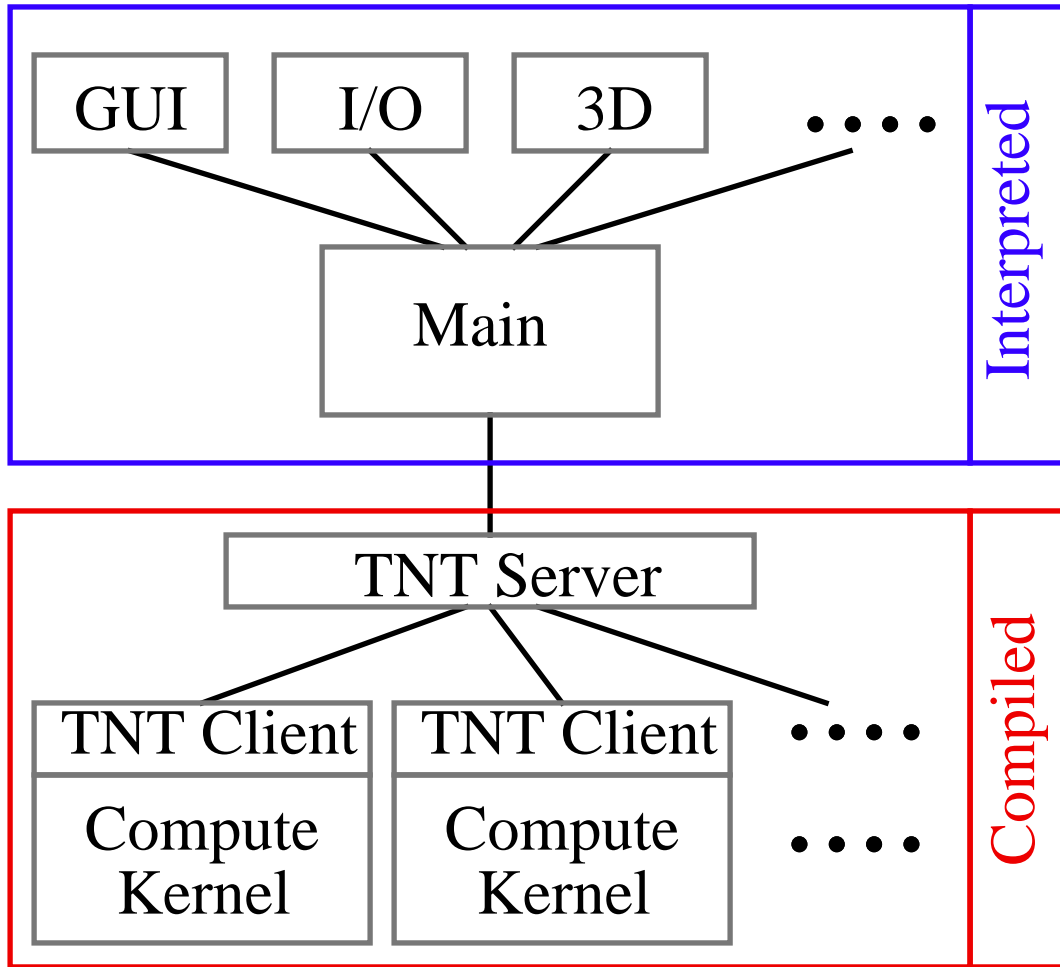 GUI
I/O
3D
Main
Interpreted
TNT Server
TNT Client
TNT Client
Compute
Kernel
Compute
Kernel
Compiled